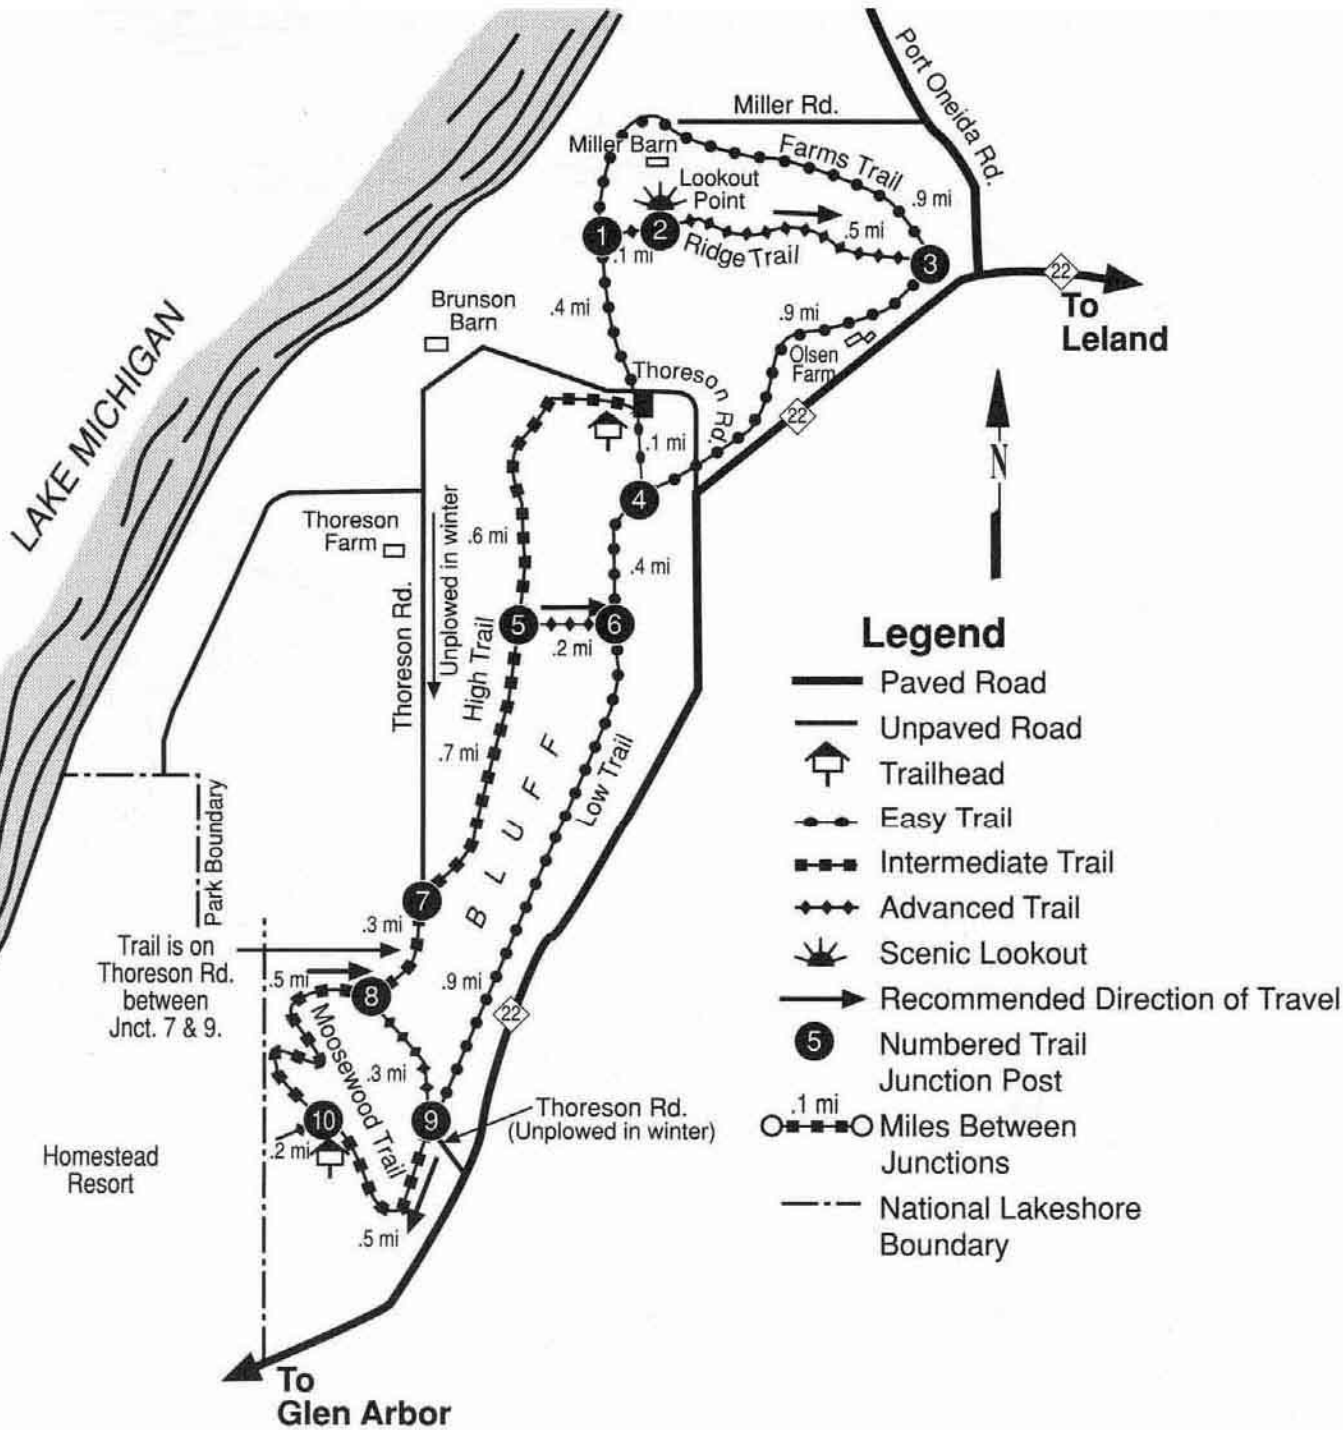 Port Oneida Rd.
Miller Rd.
Miller Barn
Farms Trail
.9 mi
Lookout
Point
1
2
.1 mi
Ridge Trail
.5 mi
3
22
To
Leland
.4 mi
.9 mi
Olsen
Farm
Brunson
Barn
LAKE MICHIGAN
Thoreson Rd.
22
.1 mi
4
N
Thoreson
Farm
Thoreson Rd.
Unplowed in winter
.6 mi
.4 mi
5
6
.2 mi
High Trail
.7 mi
BLUFF
Low Trail
Park Boundary
7
.3 mi
Trail is on
Thoreson Rd.
between
Jnct. 7 & 9.
.5 mi
8
.9 mi
22
Moosewood Trail
.3 mi
10
9
.2 mi
Thoreson Rd.
(Unplowed in winter)
Homestead
Resort
.5 mi
To
Glen Arbor
Legend
Paved Road
Unpaved Road
Trailhead
Easy Trail
Intermediate Trail
Advanced Trail
Scenic Lookout
Recommended Direction of Travel
5
Numbered Trail
Junction Post
.1 mi
Miles Between
Junctions
National Lakeshore
Boundary